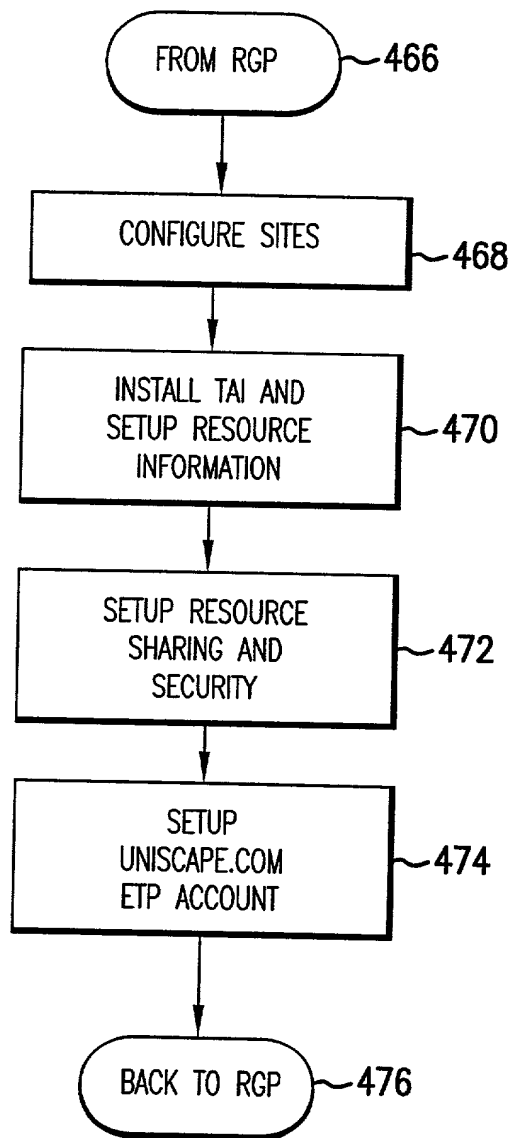 FROM RGP
466
CONFIGURE SITES
468
INSTALL TAI AND
SETUP RESOURCE
INFORMATION
470
SETUP RESOURCE
SHARING AND
SECURITY
472
SETUP
UNISCAPE.COM
ETP ACCOUNT
474
BACK TO RGP
476